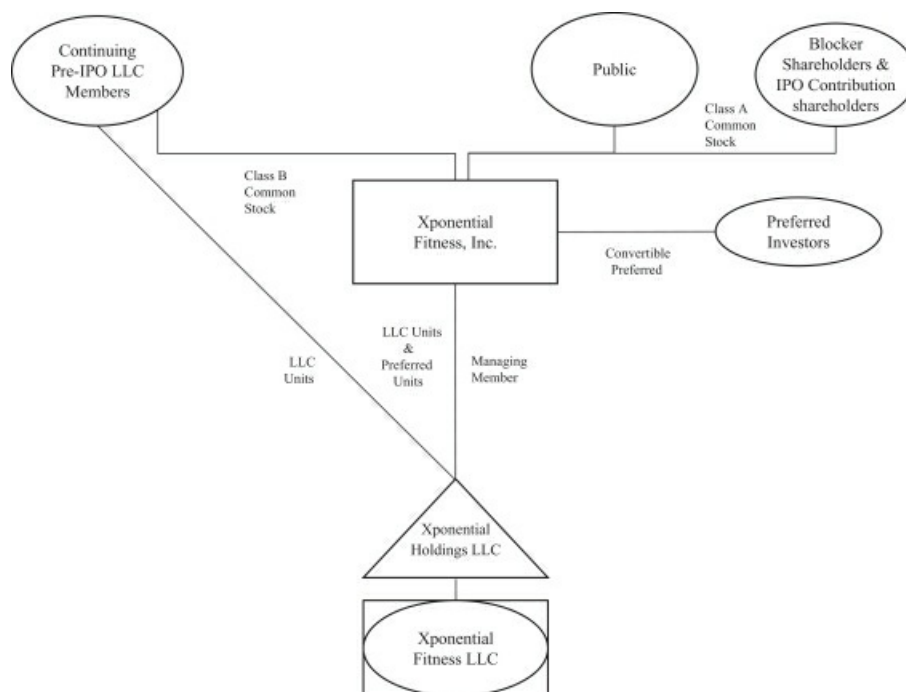 Continuing
Pre-IPO LLC
Members
Public
Blocker
Shareholders &
IPO Contribution
shareholders
Class A
Common
Stock
Class B
Common
Stock
Xponential
Fitness, Inc.
Preferred
Investors
Convertible
Preferred
LLC
Units
LLC Units
&
Preferred
Units
Managing
Member
Xponential
Holdings LLC
Xponential
Fitness LLC